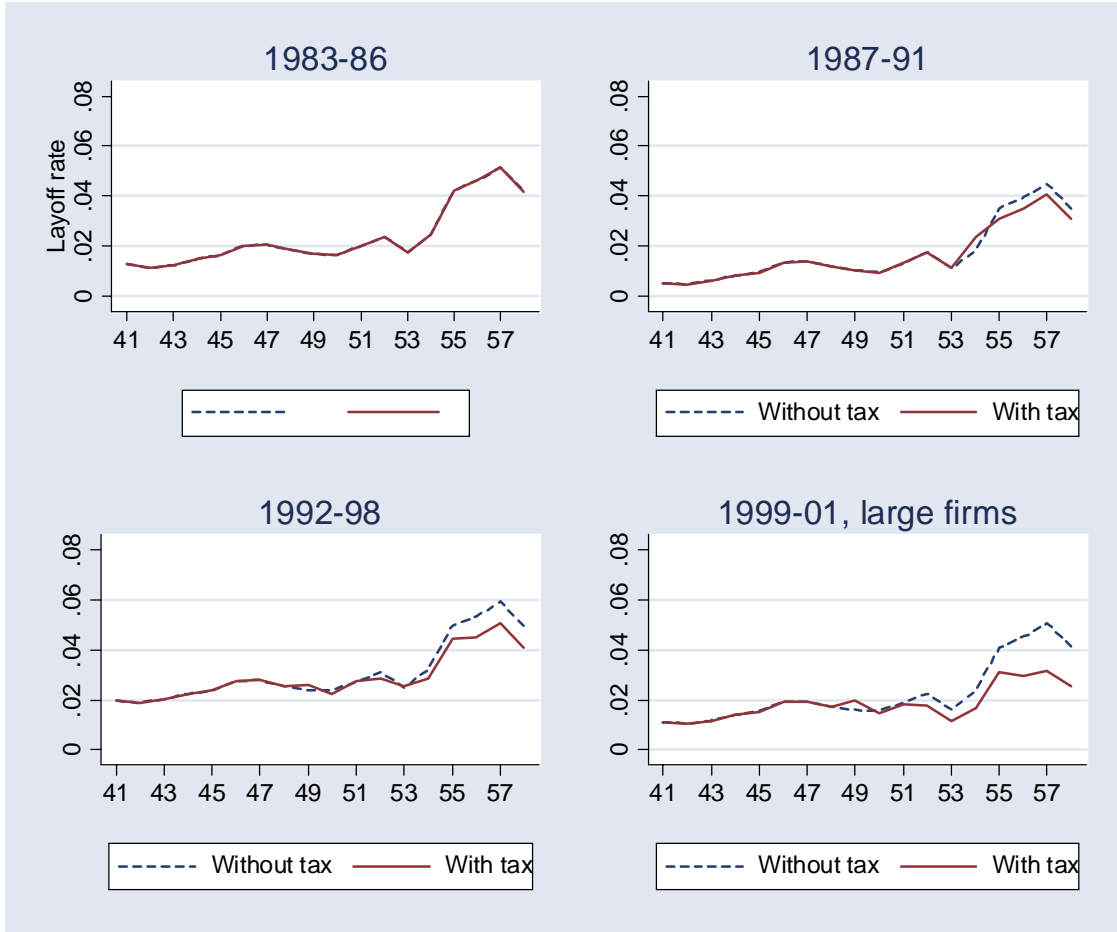 1983-86
Layoff rate
.08
.06
.04
.02
0
41 43 45 47 49 51 53 55 57
1987-91
.08
.06
.04
.02
0
41 43 45 47 49 51 53 55 57
Without tax With tax
1992-98
.08
.06
.04
.02
0
41 43 45 47 49 51 53 55 57
Without tax With tax
1999-01, large firms
.08
.06
.04
.02
0
41 43 45 47 49 51 53 55 57
Without tax With tax